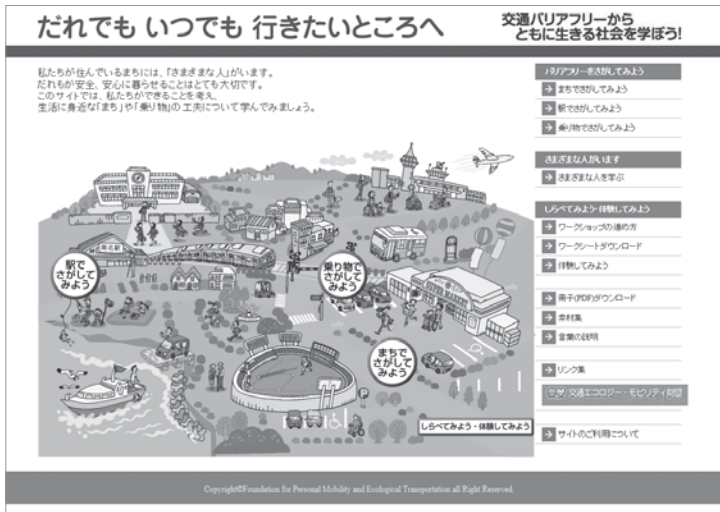 だれでも いつでも 行きたいところへ
交通バリアフリーから
ともに生きる社会を学ぼう!
私たちが住んでいるまちには、「さまざまな人」がいます。
だれもが安全、安心に暮らせることはとても大切です。
このサイトでは、私たちができることを考え、
生活に身近な「まち」や「乗り物」の工夫について学んでみましょう。
駅で
さがして
みよう
乗り物で
さがして
みよう
まちで
さがして
みよう
しらべてみよう・体験してみよう
バリアフリーをさがしてみよう
まちでさがしてみよう
駅でさがしてみよう
乗り物でさがしてみよう
さまざまな人がいます
さまざまな人を学ぶ
しらべてみよう・体験してみよう
ワークショップの進め方
ワークシートダウンロード
体験してみよう
冊子(PDF)ダウンロード
素材集
言葉の説明
リンク集
交通エコロジー・モビリティ財団
サイトのご利用について
Copyright©Foundation for Personal Mobility and Ecological Transportation all Right Reserved.